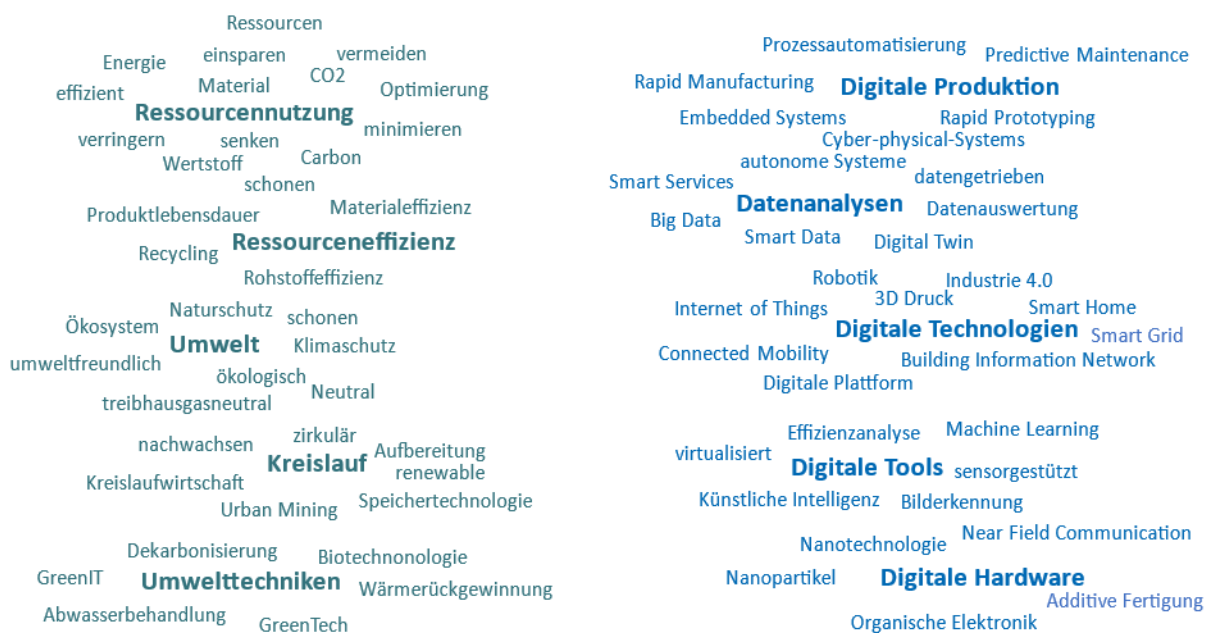 Ressourcen
einsparen
vermeiden
Energie
CO2
Material
effizient
Optimierung
Ressourcennutzung
minimieren
verringern
senken
Wertstoff
Carbon
schonen
Produktlebensdauer
Materialeffizienz
Ressourceneffizienz
Recycling
Rohstoffeffizienz
Naturschutz
schonen
Ökosystem
Umwelt
Klimaschutz
umweltfreundlich
ökologisch
Neutral
treibhausgasneutral
zirkulär
nachwachsen
Aufbereitung
Kreislauf
renewable
Kreislaufwirtschaft
Speichertechnologie
Urban Mining
Dekarbonisierung
Biotechnonologie
GreenIT
Umwelttechniken
Wärmerückgewinnung
Abwasserbehandlung
GreenTech
Prozessautomatisierung
Predictive Maintenance
Rapid Manufacturing
Digitale Produktion
Embedded Systems
Rapid Prototyping
Cyber-physical-Systems
autonome Systeme
datengetrieben
Smart Services
Datenanalysen
Datenauswertung
Big Data
Smart Data
Digital Twin
Robotik
Industrie 4.0
3D Druck
Internet of Things
Smart Home
Digitale Technologien
Smart Grid
Connected Mobility
Building Information Network
Digitale Plattform
Effizienzanalyse
Machine Learning
virtualisiert
Digitale Tools
sensorgestützt
Künstliche Intelligenz
Bilderkennung
Near Field Communication
Nanotechnologie
Nanopartikel
Digitale Hardware
Additive Fertigung
Organische Elektronik